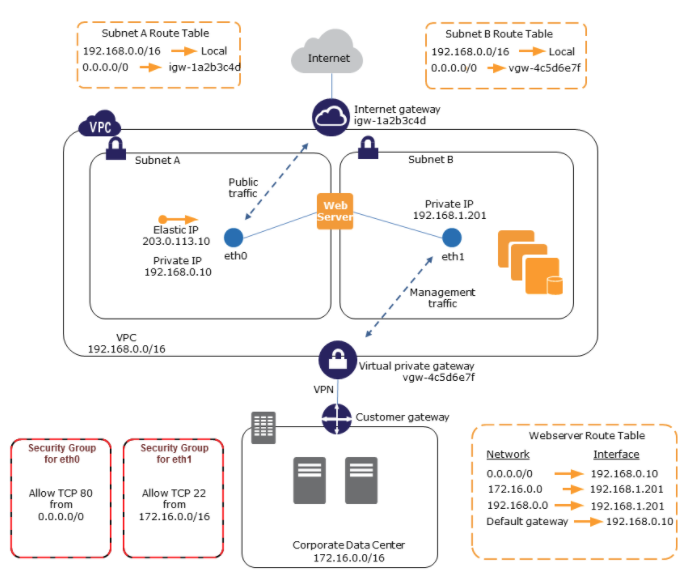 Subnet A Route Table
192.168.0.0/16 Local
0.0.0.0/0 igw-1a2b3c4d
Internet
Subnet B Route Table
192.168.0.0/16 Local
0.0.0.0/0 vgw-4c5d6e7f
Internet gateway
igw-1a2b3c4d
VPC
Subnet A
Subnet B
Public
traffic
Web
Server
Private IP
192.168.1.201
Elastic IP
203.0.113.10
eth0
eth1
Private IP
192.168.0.10
Management
traffic
VPC
192.168.0.0/16
Virtual private gateway
vgw-4c5d6e7f
VPN
Customer gateway
Security Group
for eth0
Allow TCP 80
from
0.0.0.0/0
Security Group
for eth1
Allow TCP 22
from
172.16.0.0/16
Corporate Data Center
172.16.0.0/16
Webserver Route Table
Network Interface
0.0.0.0/0 192.168.0.10
172.16.0.0 192.168.1.201
192.168.0.0 192.168.1.201
Default gateway 192.168.0.10